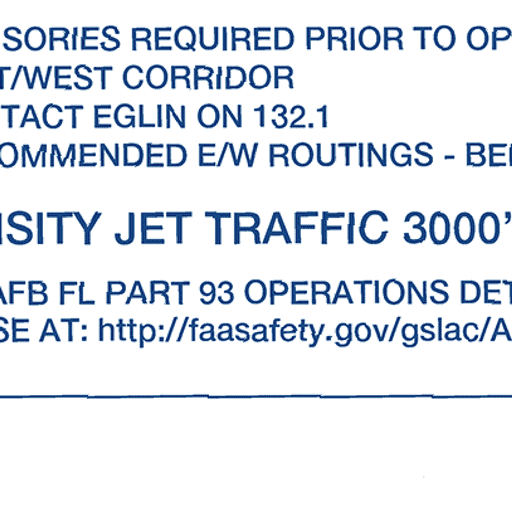 SORIES REQUIRED PRIOR TO OP
T/WEST CORRIDOR
TACT EGLIN ON 132.1
OMMENDED E/W ROUTINGS - BE
SITY JET TRAFFIC 3000'
AFB FL PART 93 OPERATIONS DET
SE AT: http://faasafety.gov/gslac/A